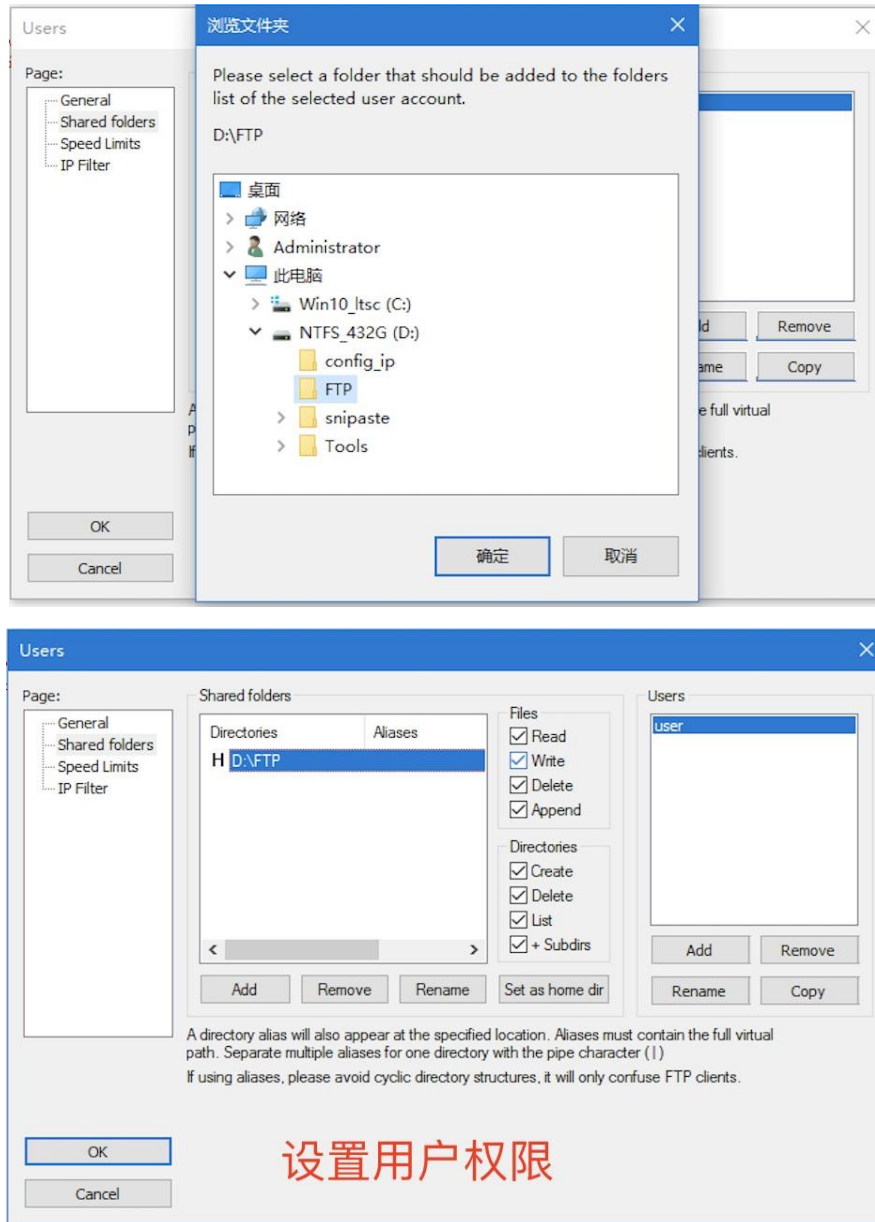 Users
浏览文件夹
Page:
General
Shared folders
Speed Limits
IP Filter
Please select a folder that should be added to the folders
list of the selected user account.
D:\FTP
桌面
网络
Administrator
此电脑
Win10_ltsc (C:)
NTFS_432G (D:)
config_ip
FTP
snipaste
Tools
Remove
Copy
e full virtual
lients.
确定
取消
OK
Cancel
Users
Page:
General
Shared folders
Speed Limits
IP Filter
Shared folders
Directories Aliases
H D:\FTP
Files
Read
Write
Delete
Append
Directories
Create
Delete
List
+ Subdirs
Add Remove Rename Set as home dir
Users
user
Add Remove
Rename Copy
A directory alias will also appear at the specified location. Aliases must contain the full virtual
path. Separate multiple aliases for one directory with the pipe character (|)
If using aliases, please avoid cyclic directory structures, it will only confuse FTP clients.
OK
Cancel
设置用户权限